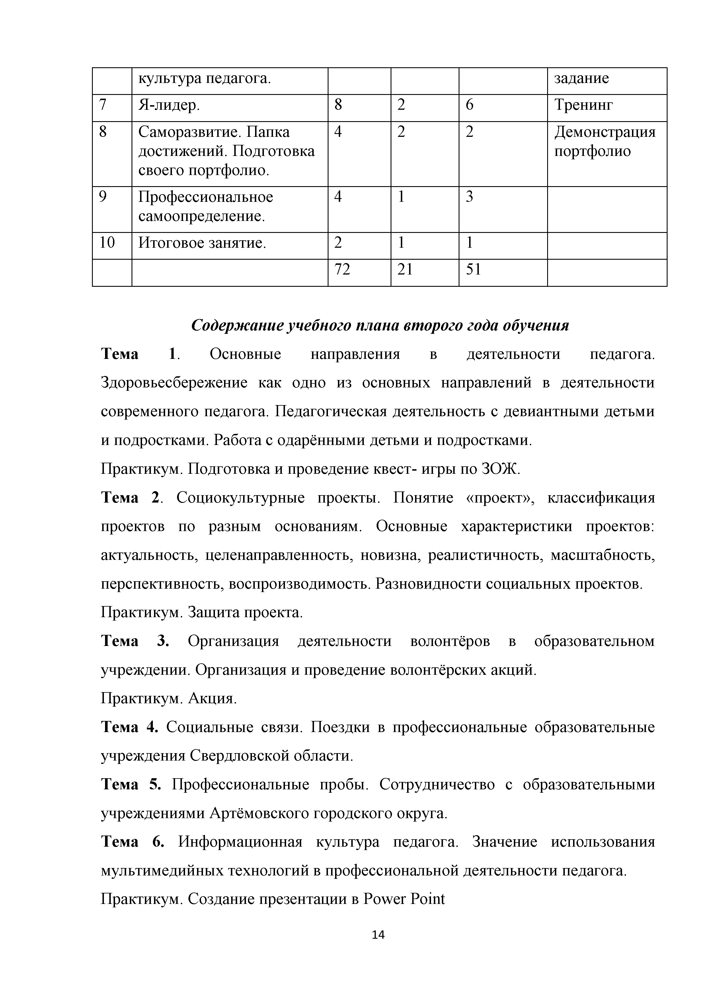 культура педагога. задание
7 Я-лидер. 8 2 6 Тренинг
8 Саморазвитие. Папка 4 2 2 Демонстрация
достижений. Подготовка портфолио
своего портфолио.
9 Профессиональное 4 1 3
самоопределение.
10 Итоговое занятие. 2 1 1
72 21 51
Содержание учебного плана второго года обучения
Тема 1. Основные направления в деятельности педагога.
Здоровьесбережение как одно из основных направлений в деятельности
современного педагога. Педагогическая деятельность с девиантными детьми
и подростками. Работа с одарёнными детьми и подростками.
Практикум. Подготовка и проведение квест- игры по ЗОЖ.
Тема 2. Социокультурные проекты. Понятие «проект», классификация
проектов по разным основаниям. Основные характеристики проектов:
актуальность, целенаправленность, новизна, реалистичность, масштабность,
перспективность, воспроизводимость. Разновидности социальных проектов.
Практикум. Защита проекта.
Тема 3. Организация деятельности волонтёров в образовательном
учреждении. Организация и проведение волонтёрских акций.
Практикум. Акция.
Тема 4. Социальные связи. Поездки в профессиональные образовательные
учреждения Свердловской области.
Тема 5. Профессиональные пробы. Сотрудничество с образовательными
учреждениями Артёмовского городского округа.
Тема 6. Информационная культура педагога. Значение использования
мультимедийных технологий в профессиональной деятельности педагога.
Практикум. Создание презентации в Power Point
14